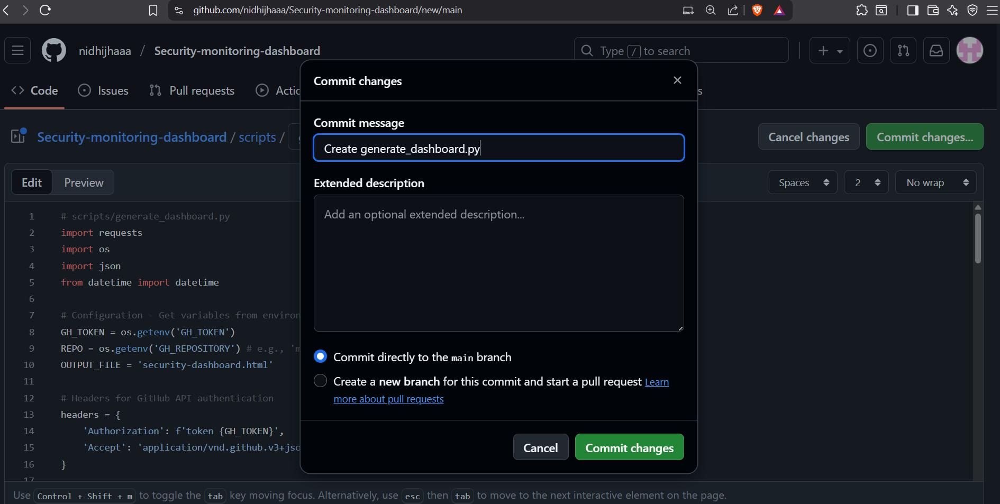 github.com/nidhijhaaa/Security-monitoring-dashboard/new/main
nidhijhaaa / Security-monitoring-dashboard
Type / to search
Code
Issues
Pull requests
Security-monitoring-dashboard / scripts /
Cancel changes
Commit changes...
Edit
Preview
Spaces
2
No wrap
1 # scripts/generate_dashboard.py
2 import requests
3 import os
4 import json
5 from datetime import datetime
6
7 # Configuration - Get variables from
8 GH_TOKEN = os.getenv('GH_TOKEN')
9 REPO = os.getenv('GH_REPOSITORY') # e.g., '
10 OUTPUT_FILE = 'security-dashboard.html'
11
12 # Headers for GitHub API authentication
13 headers = {
14 'Authorization': f'token {GH_TOKEN}',
15 'Accept': 'application/vnd.github.v3+jso
16 }
17
Commit changes
Commit message
Create generate_dashboard.py
Extended description
Add an optional extended description...
Commit directly to the main branch
Create a new branch for this commit and start a pull request Learn
more about pull requests
Cancel
Commit changes
Use Control + Shift + m to toggle the tab key moving focus. Alternatively, use esc then tab to move to the next interactive element on the page.